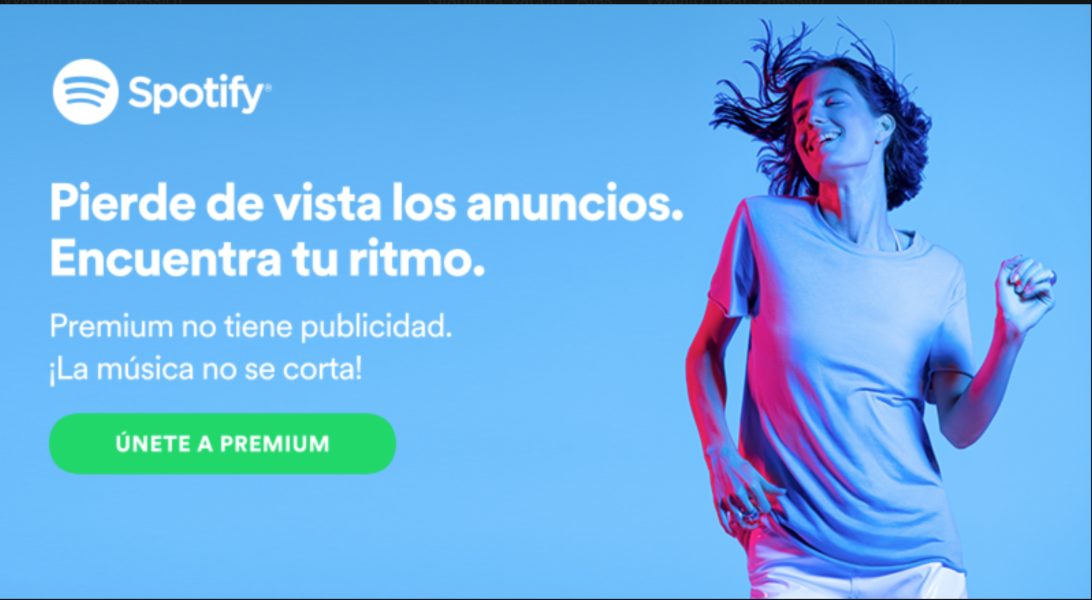 Spotify®
Pierde de vista los anuncios.
Encuentra tu ritmo.
Premium no tiene publicidad.
¡La música no se corta!
ÚNETE A PREMIUM